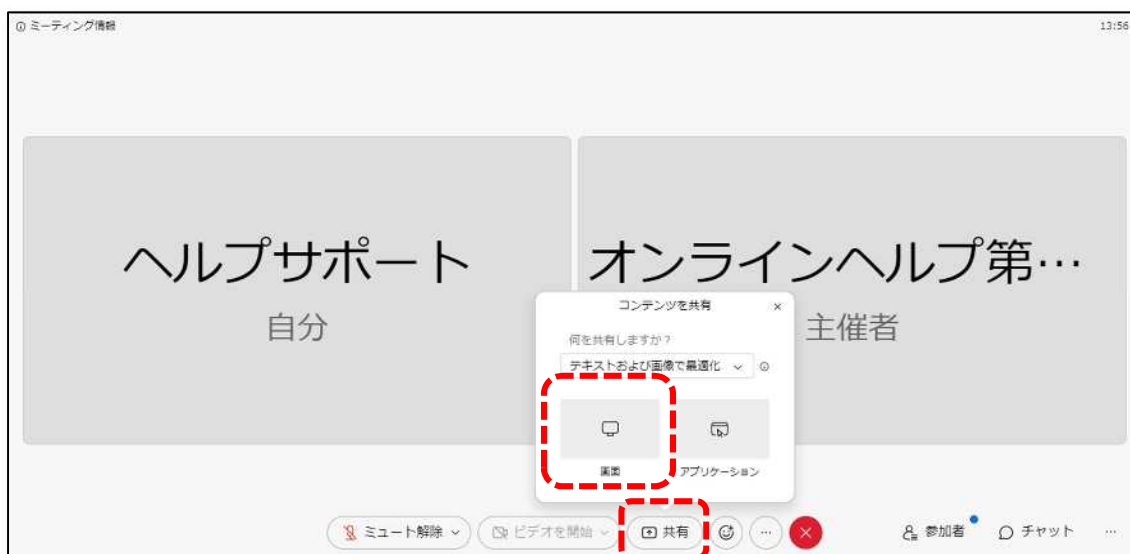 ミーティング情報
13:56
ヘルプサポート
自分
オンラインヘルプ第…
主催者
コンテンツを共有
×
何を共有しますか？
テキストおよび画像で最適化
画面
アプリケーション
ミュート解除
ビデオを開始
共有
参加者
チャット